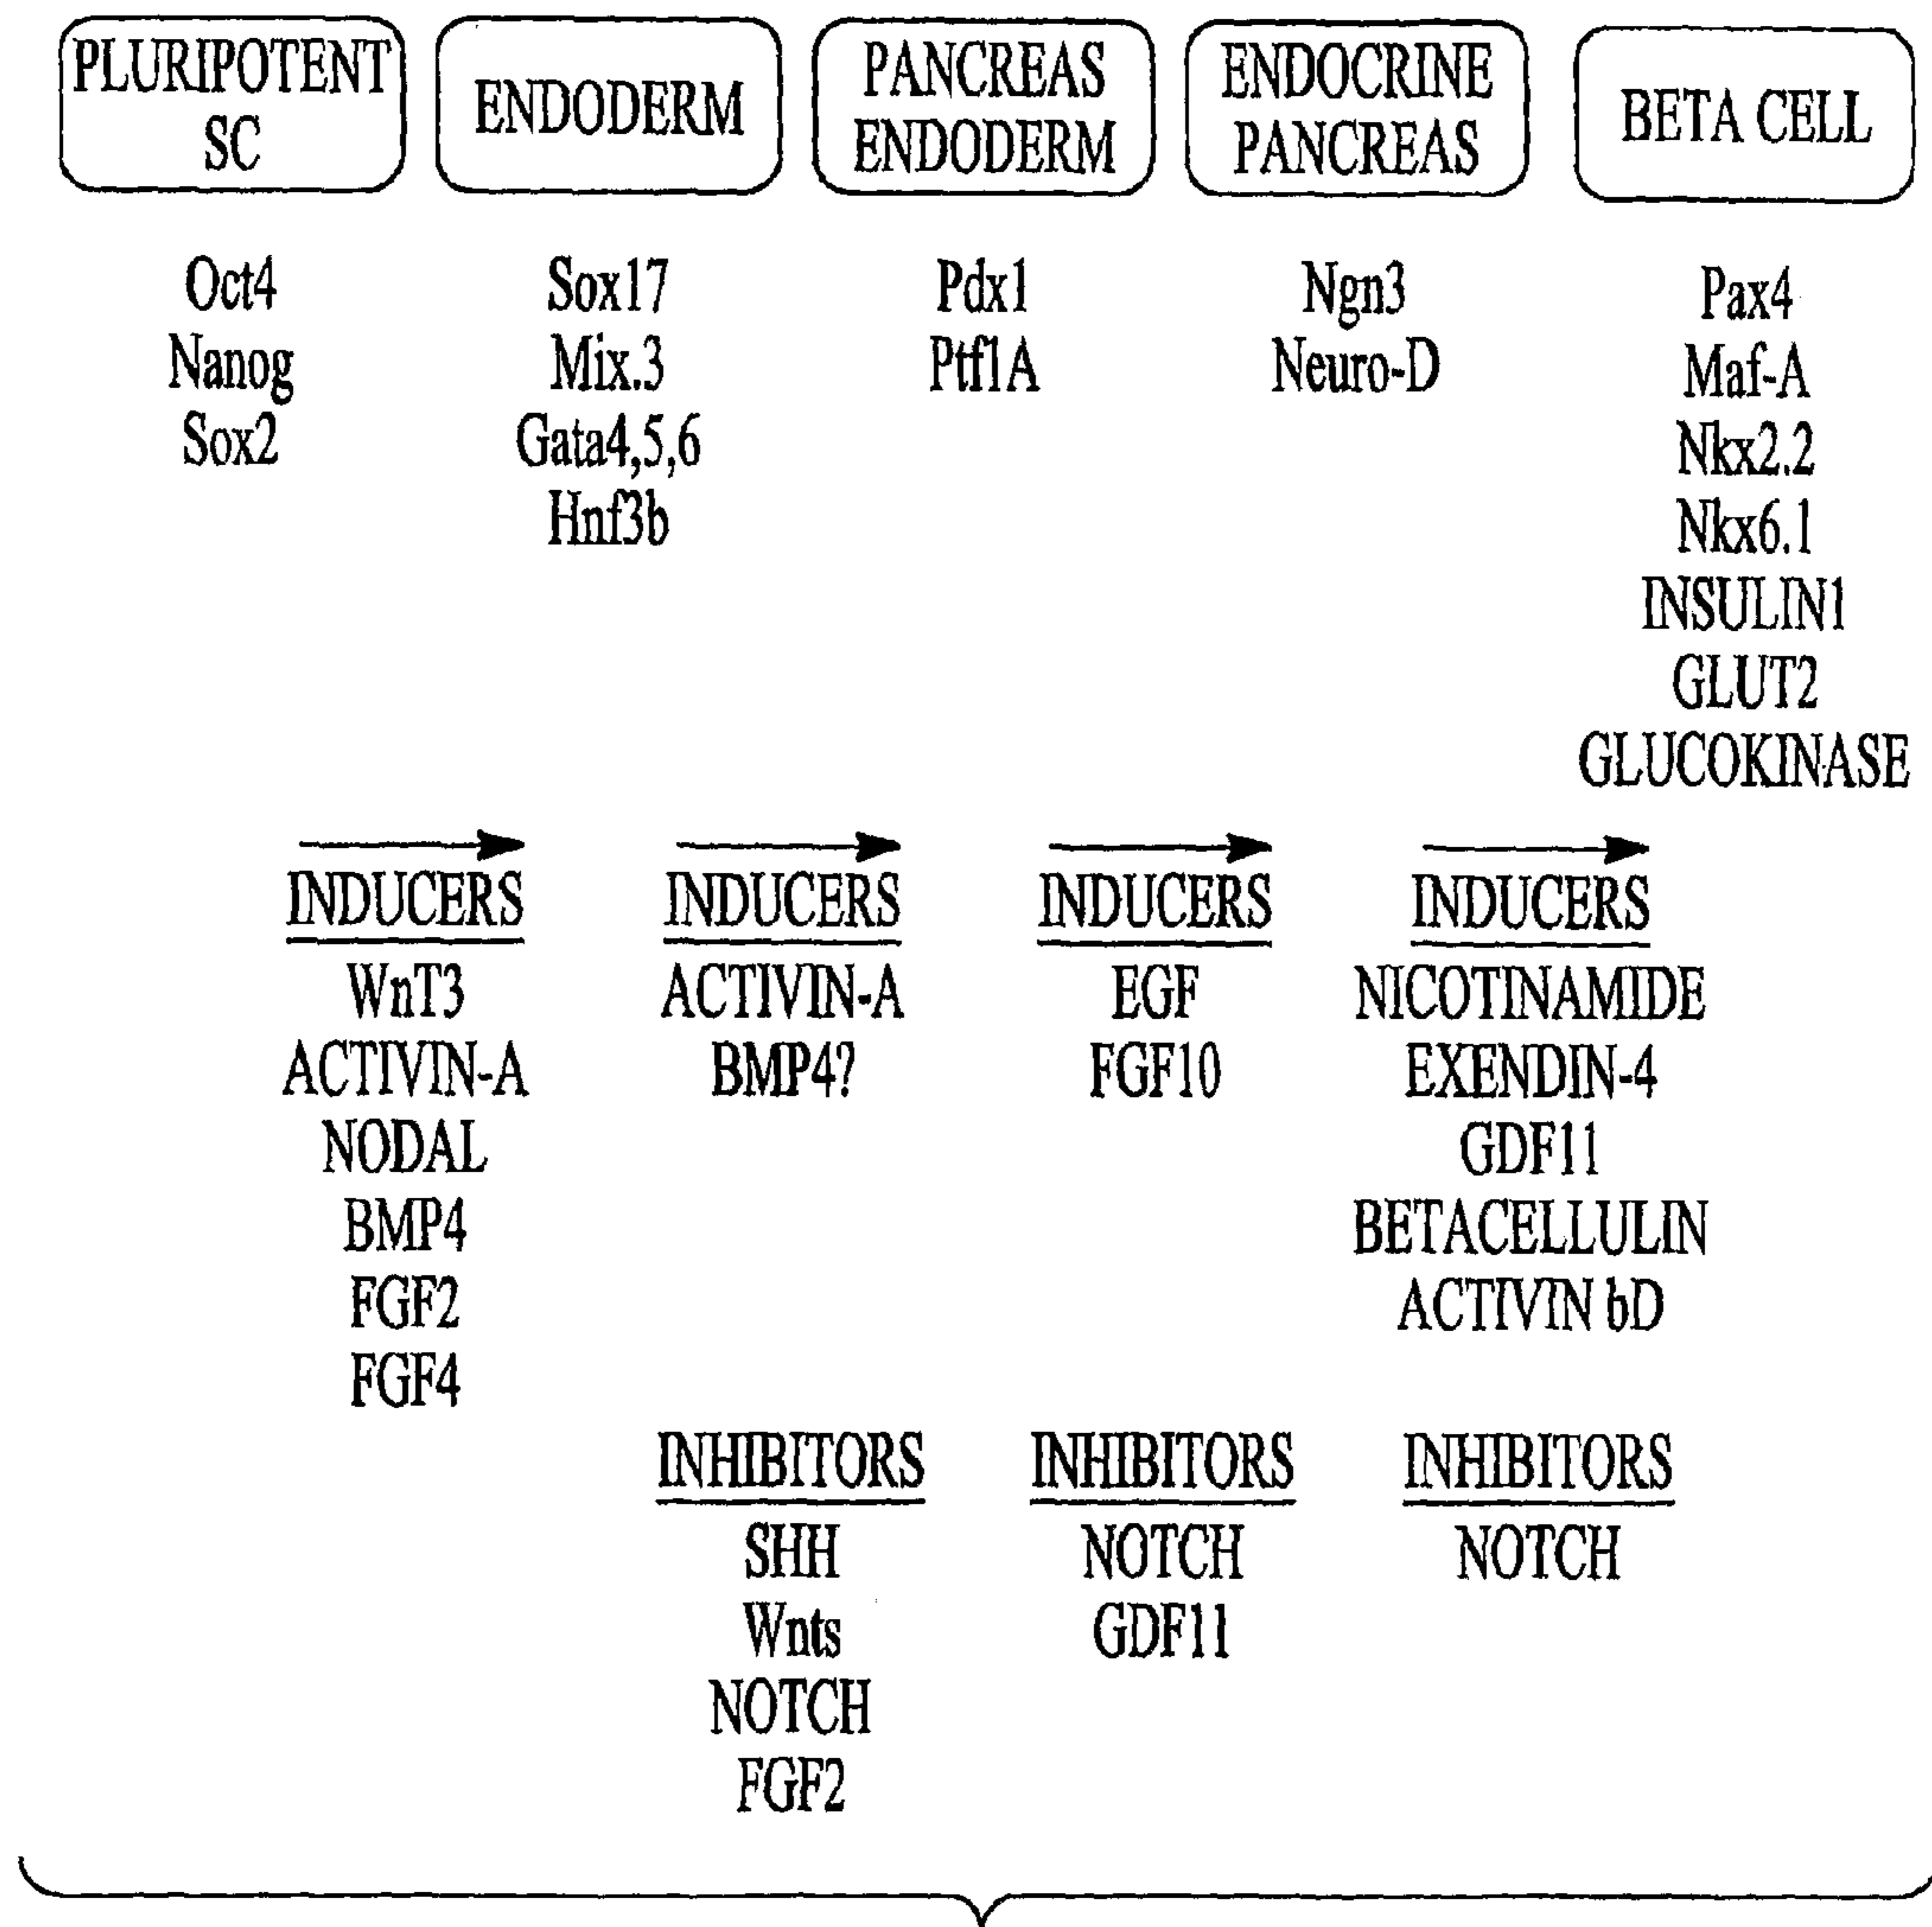 PLURIPOTENT
SC
ENDODERM
PANCREAS
ENDODERM
ENDOCRINE
PANCREAS
BETA CELL
Oct4
Nanog
Sox2
Sox17
Mix.3
Gata4,5,6
Hnf3b
Pdx1
Ptf1A
Ngn3
Neuro-D
Pax4
Maf-A
Nkx2.2
Nkx6.1
INSULIN1
GLUT2
GLUCOKINASE
INDUCERS
WnT3
ACTIVIN-A
NODAL
BMP4
FGF2
FGF4
INDUCERS
ACTIVIN-A
BMP4?
INHIBITORS
SHH
Wnts
NOTCH
FGF2
INDUCERS
EGF
FGF10
INHIBITORS
NOTCH
GDF11
INDUCERS
NICOTINAMIDE
EXENDIN-4
GDF11
BETACELLULIN
ACTIVIN bD
INHIBITORS
NOTCH